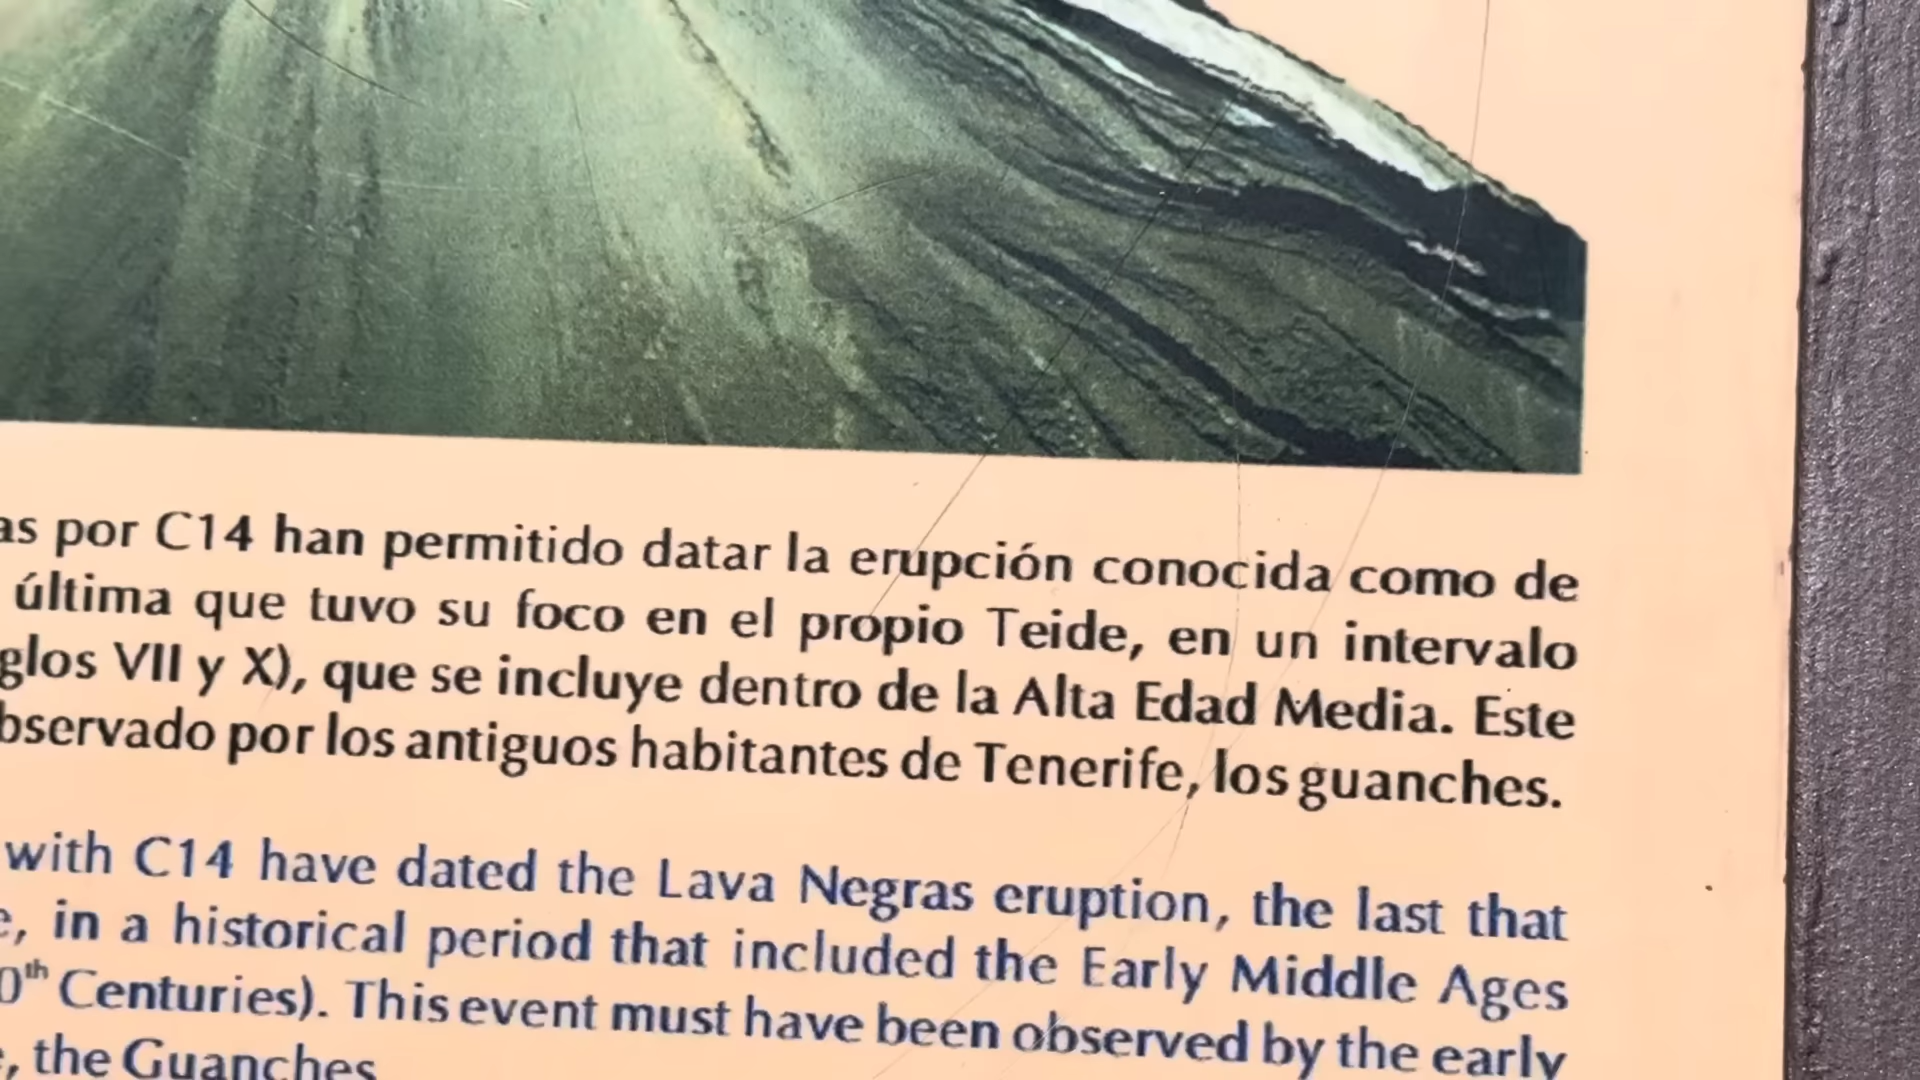 as por C14 han permitido datar la erupción conocida como de
última que tuvo su foco en el propio Teide, en un intervalo
glos VII y X), que se incluye dentro de la Alta Edad Media. Este
bservado por los antiguos habitantes de Tenerife, los guanches.
with C14 have dated the Lava Negras eruption, the last that
e, in a historical period that included the Early Middle Ages
0th Centuries). This event must have been observed by the early
e, the Guanches